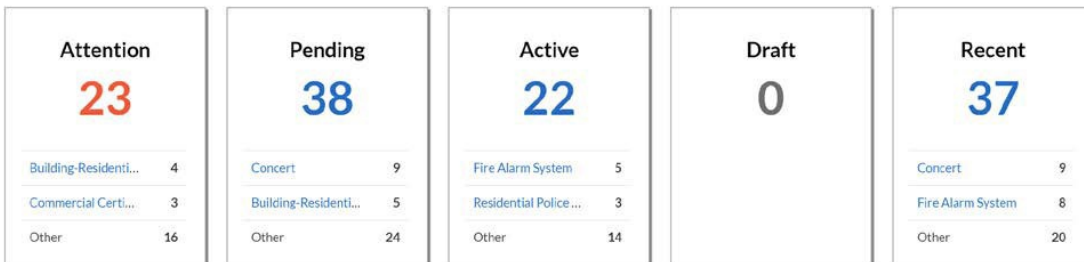 Attention
23
Building-Residenti... 4
Commercial Certi... 3
Other 16
Pending
38
Concert 9
Building-Residenti... 5
Other 24
Active
22
Fire Alarm System 5
Residential Police ... 3
Other 14
Draft
0
Recent
37
Concert 9
Fire Alarm System 8
Other 20